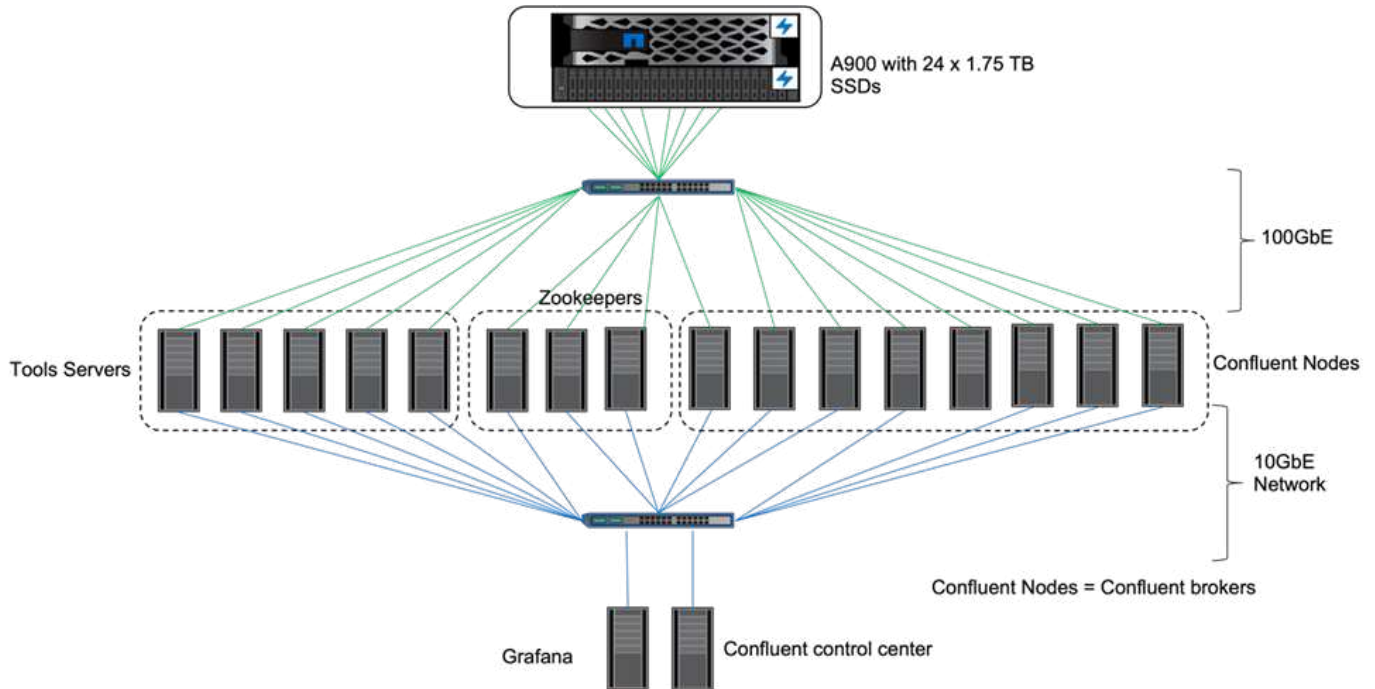 A900 with 24 x 1.75 TB
SSDs
100GbE
Zookeepers
Tools Servers
Confluent Nodes
10GbE
Network
Confluent Nodes = Confluent brokers
Grafana
Confluent control center